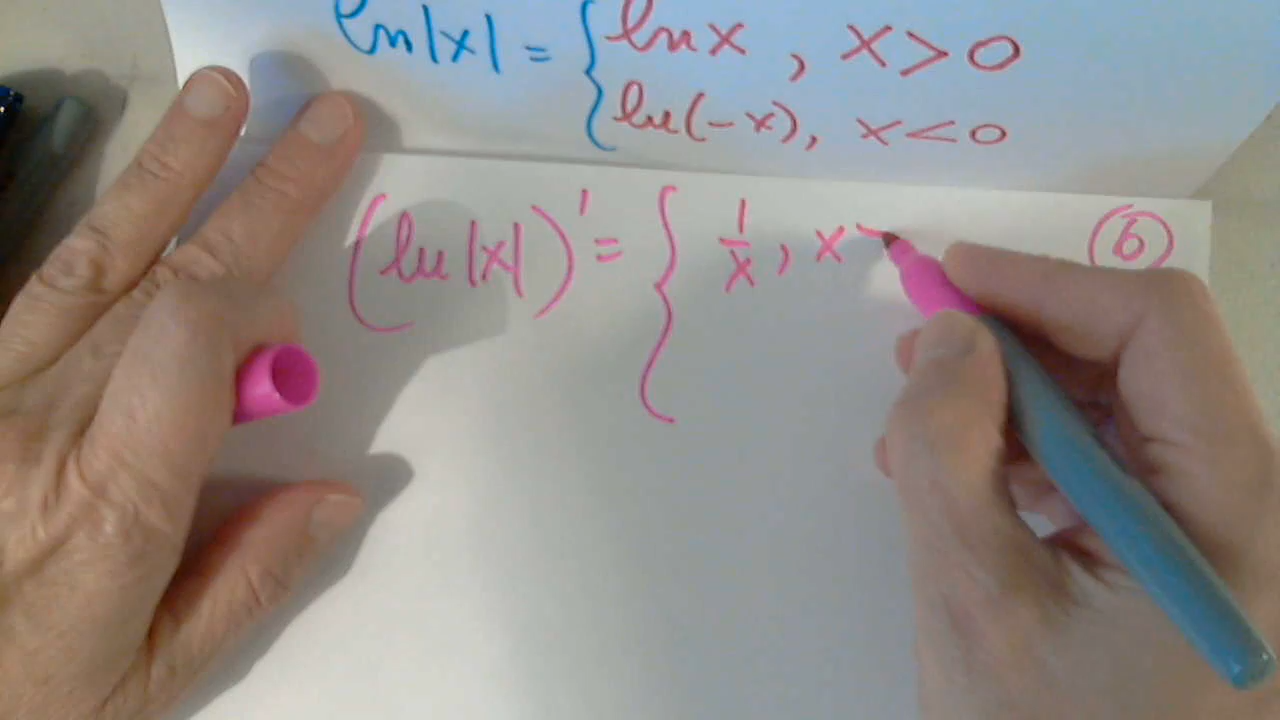 ln|x| = { ln x , x > 0
ln(-x), x < 0
(ln|x|)' = { 1/x , x >
6